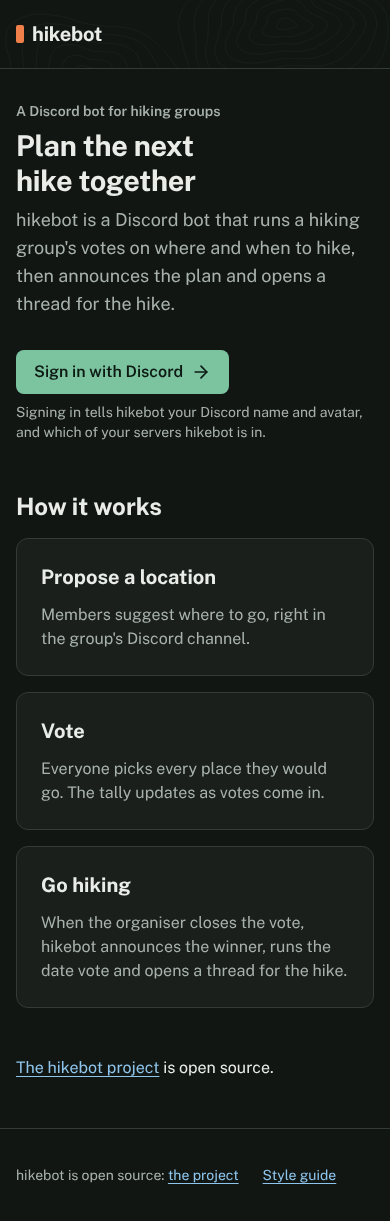 hikebot
A Discord bot for hiking groups
Plan the next
hike together
hikebot is a Discord bot that runs a hiking
group's votes on where and when to hike,
then announces the plan and opens a
thread for the hike.
Sign in with Discord →
Signing in tells hikebot your Discord name and avatar,
and which of your servers hikebot is in.
How it works
Propose a location
Members suggest where to go, right in
the group's Discord channel.
Vote
Everyone picks every place they would
go. The tally updates as votes come in.
Go hiking
When the organiser closes the vote,
hikebot announces the winner, runs the
date vote and opens a thread for the hike.
The hikebot project is open source.
hikebot is open source: the project Style guide